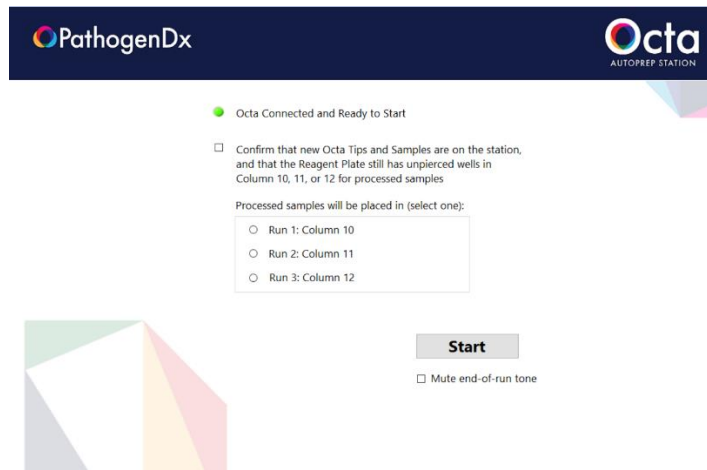 PathogenDx
Octa
AUTOPREP STATION
Octa Connected and Ready to Start
Confirm that new Octa Tips and Samples are on the station,
and that the Reagent Plate still has unpierced wells in
Column 10, 11, or 12 for processed samples
Processed samples will be placed in (select one):
Run 1: Column 10
Run 2: Column 11
Run 3: Column 12
Start
Mute end-of-run tone